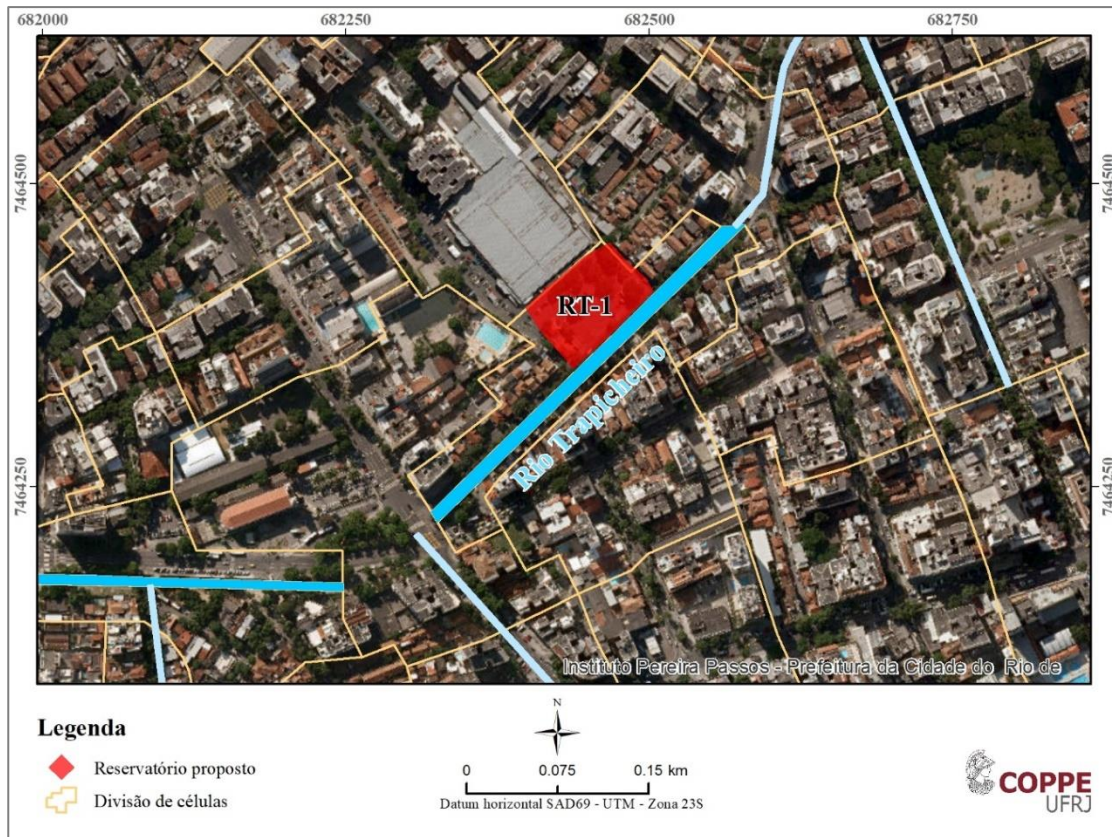 682000
682250
682500
682750
7464500
7464500
RT-1
Rio Trapicheiro
7464250
7464250
Instituto Pereira Passos - Prefeitura da Cidade do Rio de
Legenda
Reservatório proposto
Divisão de células
N
0 0.075 0.15 km
Datum horizontal SAD69 - UTM - Zona 23S
COPPE
UFRJ